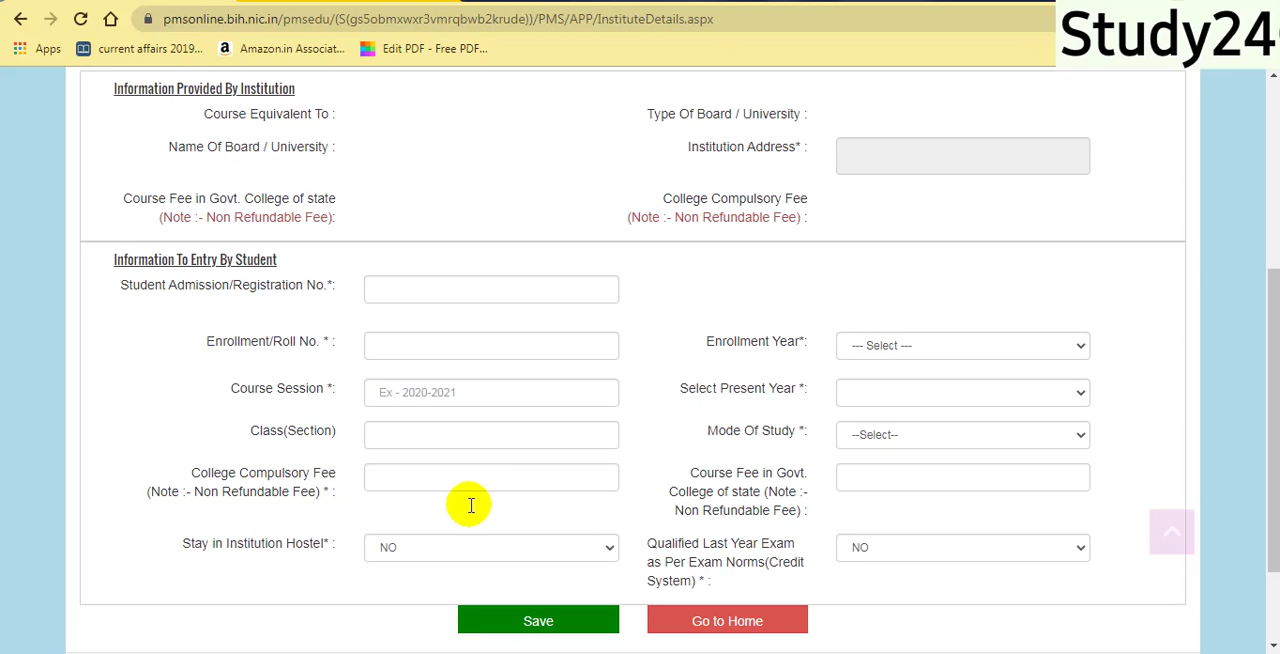 pmsonline.bih.nic.in/pmsedu/(S(gs5obmxwxr3vmrqbwb2krude))/PMS/APP/InstituteDetails.aspx
Study24
Apps current affairs 2019... a Amazon.in Associat... Edit PDF - Free PDF...
Information Provided By Institution
Course Equivalent To : Type Of Board / University :
Name Of Board / University : Institution Address* :
Course Fee in Govt. College of state College Compulsory Fee
(Note :- Non Refundable Fee): (Note :- Non Refundable Fee) :
Information To Entry By Student
Student Admission/Registration No.*:
Enrollment/Roll No. * : Enrollment Year*: --- Select ---
Course Session *: Ex - 2020-2021 Select Present Year *:
Class(Section) Mode Of Study *: --Select--
College Compulsory Fee Course Fee in Govt.
(Note :- Non Refundable Fee) * : College of state (Note :-
Non Refundable Fee) :
Stay in Institution Hostel* : NO Qualified Last Year Exam NO
as Per Exam Norms(Credit
System) * :
Save Go to Home